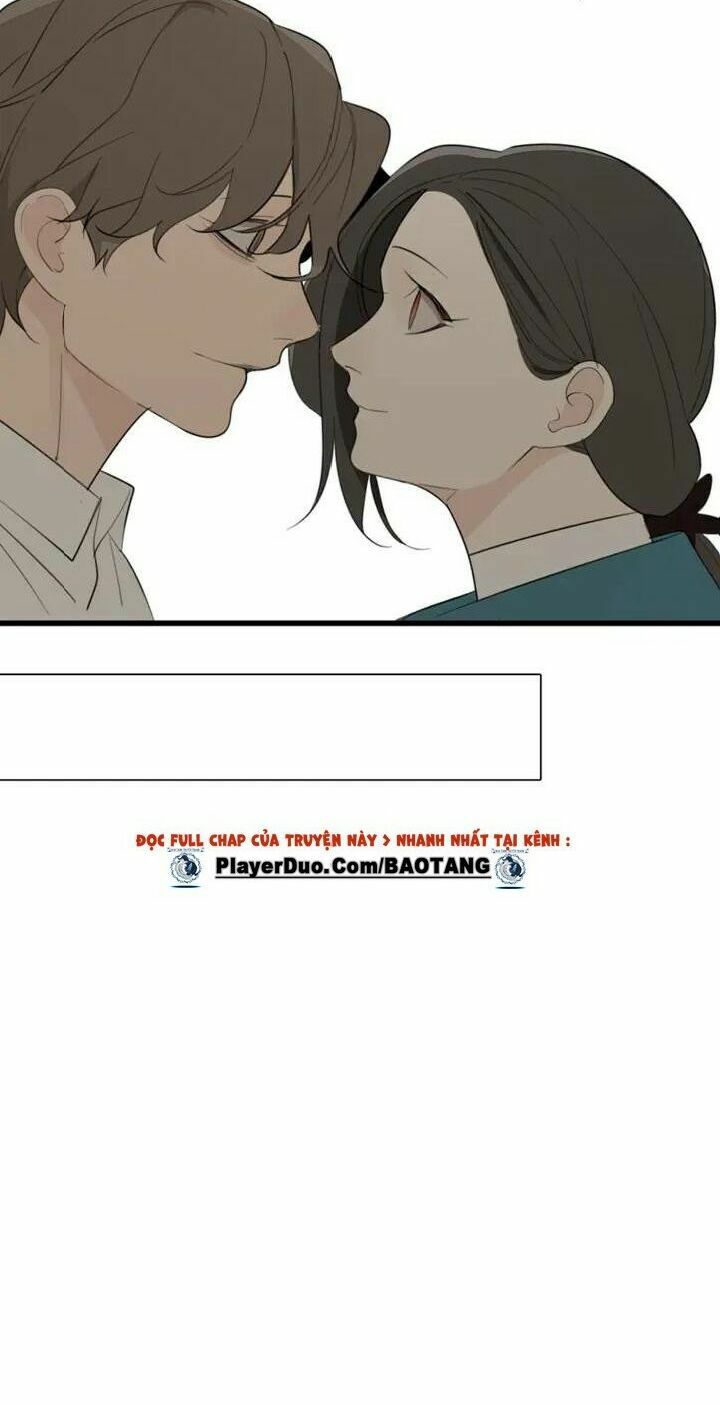 ĐỌC FULL CHAP CỦA TRUYỆN NÀY > NHANH NHẤT TẠI KÊNH :
PLAYERDUO.COM/BAOTANG